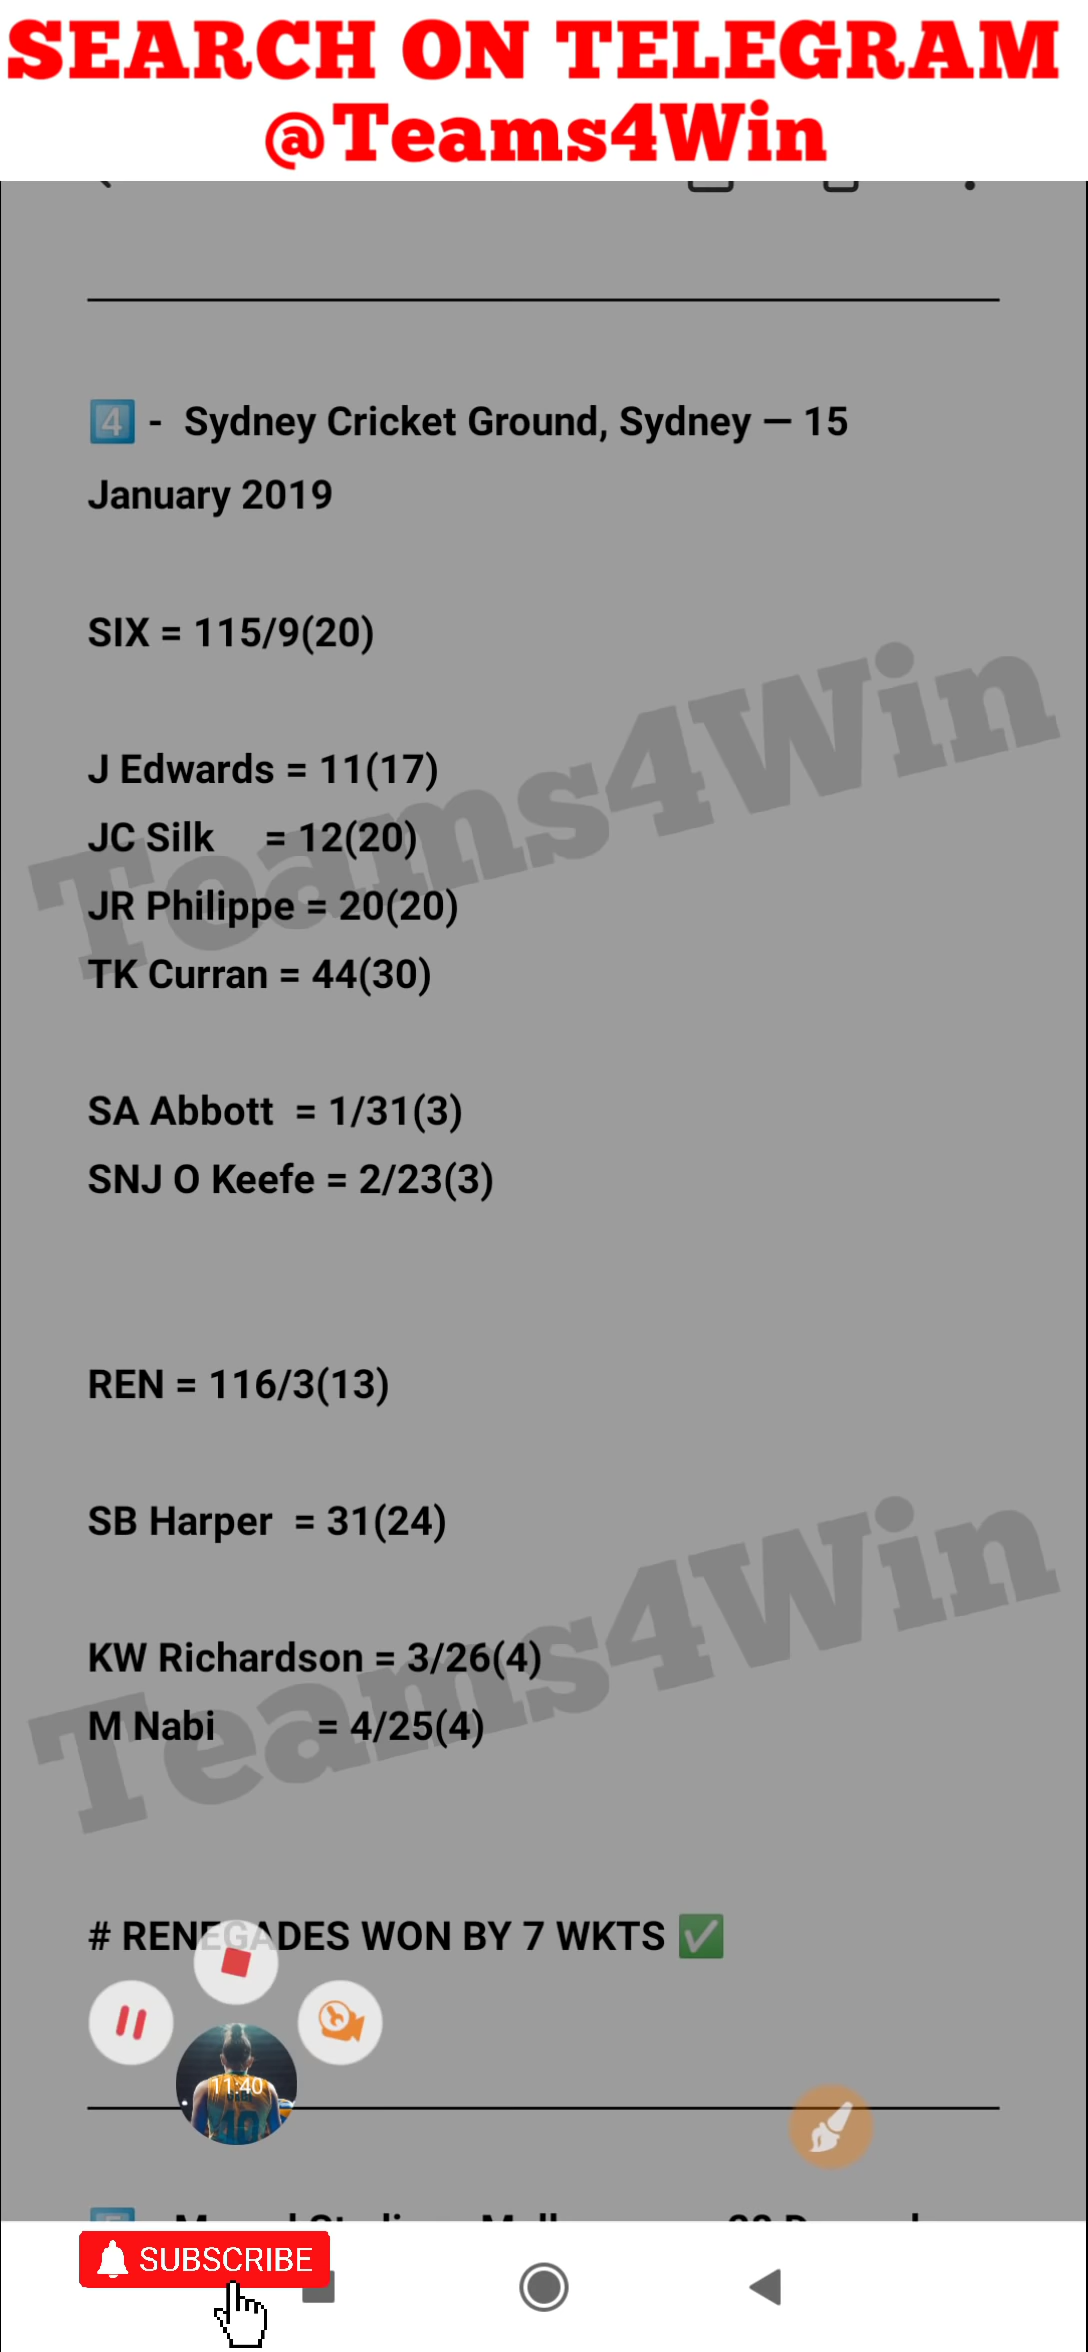 SEARCH ON TELEGRAM
@Teams4Win
4️⃣ - Sydney Cricket Ground, Sydney — 15
January 2019
SIX = 115/9(20)
J Edwards = 11(17)
JC Silk = 12(20)
JR Philippe = 20(20)
TK Curran = 44(30)
Teams4Win
SA Abbott = 1/31(3)
SNJ O Keefe = 2/23(3)
REN = 116/3(13)
SB Harper = 31(24)
KW Richardson = 3/26(4)
M Nabi = 4/25(4)
Teams4Win
# RENEGADES WON BY 7 WKTS ✅
11:40
SUBSCRIBE